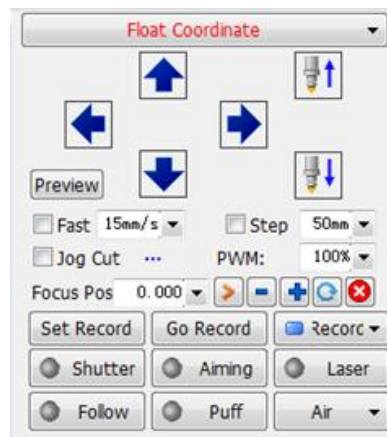 Float Coordinate
Preview
Fast 15mm/s Step 50mm
Jog Cut ... PWM: 100%
Focus Pos 0.000
Set Record Go Record Record
Shutter Aiming Laser
Follow Puff Air